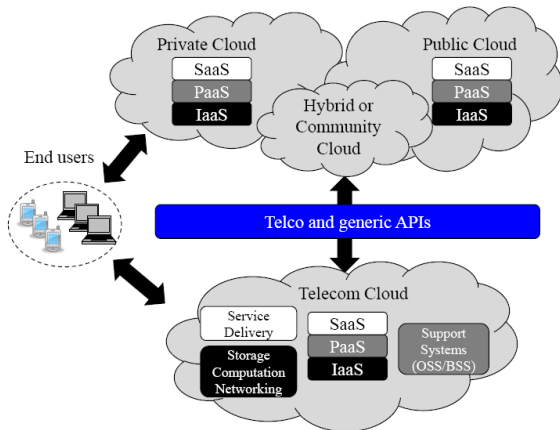 Private Cloud
SaaS
PaaS
IaaS
Public Cloud
SaaS
PaaS
IaaS
Hybrid or
Community
Cloud
End users
Telco and generic APIs
Telecom Cloud
Service
Delivery
Storage
Computation
Networking
SaaS
PaaS
IaaS
Support
Systems
(OSS/BSS)